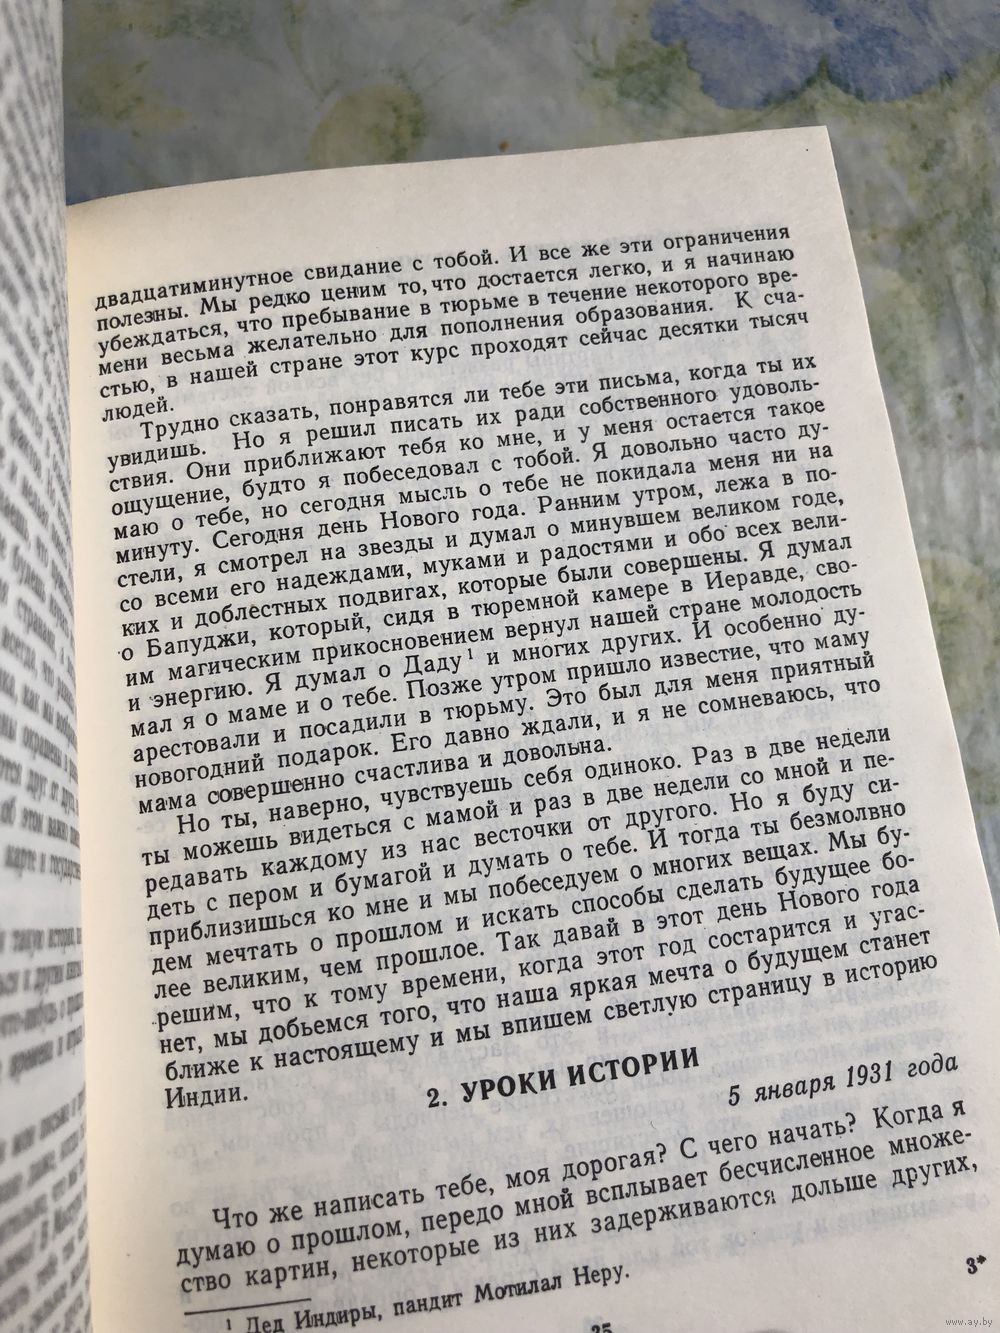 двадцатиминутное свидание с тобой. И все же эти ограничения
полезны. Мы редко ценим то, что достается легко, и я начинаю
убеждаться, что пребывание в тюрьме в течение некоторого вре-
мени весьма желательно для пополнения образования. К сча-
стью, в нашей стране этот курс проходят сейчас десятки тысяч
людей.
Трудно сказать, понравятся ли тебе эти письма, когда ты их
увидишь. Но я решил писать их ради собственного удоволь-
ствия. Они приближают тебя ко мне, и у меня остается такое
ощущение, будто я побеседовал с тобой. Я довольно часто ду-
маю о тебе, но сегодня мысль о тебе не покидала меня ни на
минуту. Сегодня день Нового года. Ранним утром, лежа в по-
стели, я смотрел на звезды и думал о минувшем великом годе,
со всеми его надеждами, муками и радостями и обо всех вели-
ких и доблестных подвигах, которые были совершены. Я думал
о Бапуджи, который, сидя в тюремной камере в Иеравде, сво-
им магическим прикосновением вернул нашей стране молодость
и энергию. Я думал о Даду¹ и многих других. И особенно ду-
мал я о маме и о тебе. Позже утром пришло известие, что маму
арестовали и посадили в тюрьму. Это был для меня приятный
новогодний подарок. Его давно ждали, и я не сомневаюсь, что
мама совершенно счастлива и довольна.
Но ты, наверно, чувствуешь себя одиноко. Раз в две недели
ты можешь видеться с мамой и раз в две недели со мной и пе-
редавать каждому из нас весточки от другого. Но я буду си-
деть с пером и бумагой и думать о тебе. И тогда ты безмолвно
приблизишься ко мне и мы побеседуем о многих вещах. Мы бу-
дем мечтать о прошлом и искать способы сделать будущее бо-
лее великим, чем прошлое. Так давай в этот день Нового года
решим, что к тому времени, когда этот год состарится и угас-
нет, мы добьемся того, что наша яркая мечта о будущем станет
ближе к настоящему и мы впишем светлую страницу в историю
Индии.
2. УРОКИ ИСТОРИИ
5 января 1931 года
Что же написать тебе, моя дорогая? С чего начать? Когда я
думаю о прошлом, передо мной всплывает бесчисленное множе-
ство картин, некоторые из них задерживаются дольше других,
¹ Дед Индиры, пандит Мотилал Неру.
3*
35
www.ay.by